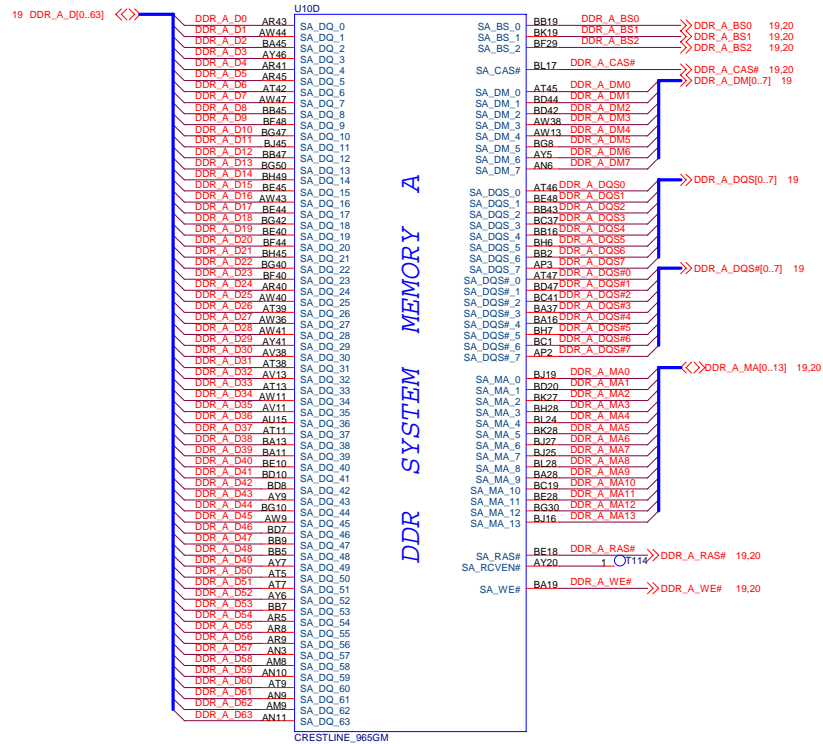 U10D
19 DDR_A_D[0..63]
DDR_A_D0 AR43 SA_DQ_0
DDR_A_D1 AW44 SA_DQ_1
DDR_A_D2 BA45 SA_DQ_2
DDR_A_D3 AY46 SA_DQ_3
DDR_A_D4 AR41 SA_DQ_4
DDR_A_D5 AR45 SA_DQ_5
DDR_A_D6 AT42 SA_DQ_6
DDR_A_D7 AW47 SA_DQ_7
DDR_A_D8 BB45 SA_DQ_8
DDR_A_D9 BF48 SA_DQ_9
DDR_A_D10 BG47 SA_DQ_10
DDR_A_D11 BJ45 SA_DQ_11
DDR_A_D12 BB47 SA_DQ_12
DDR_A_D13 BG50 SA_DQ_13
DDR_A_D14 BH49 SA_DQ_14
DDR_A_D15 BE45 SA_DQ_15
DDR_A_D16 AW43 SA_DQ_16
DDR_A_D17 BE44 SA_DQ_17
DDR_A_D18 BG42 SA_DQ_18
DDR_A_D19 BE40 SA_DQ_19
DDR_A_D20 BF44 SA_DQ_20
DDR_A_D21 BH45 SA_DQ_21
DDR_A_D22 BG40 SA_DQ_22
DDR_A_D23 BF40 SA_DQ_23
DDR_A_D24 AR40 SA_DQ_24
DDR_A_D25 AW40 SA_DQ_25
DDR_A_D26 AT39 SA_DQ_26
DDR_A_D27 AW36 SA_DQ_27
DDR_A_D28 AW41 SA_DQ_28
DDR_A_D29 AY41 SA_DQ_29
DDR_A_D30 AV38 SA_DQ_30
DDR_A_D31 AT38 SA_DQ_31
DDR_A_D32 AV13 SA_DQ_32
DDR_A_D33 AT13 SA_DQ_33
DDR_A_D34 AW11 SA_DQ_34
DDR_A_D35 AV11 SA_DQ_35
DDR_A_D36 AU15 SA_DQ_36
DDR_A_D37 AT11 SA_DQ_37
DDR_A_D38 BA13 SA_DQ_38
DDR_A_D39 BA11 SA_DQ_39
DDR_A_D40 BE10 SA_DQ_40
DDR_A_D41 BD10 SA_DQ_41
DDR_A_D42 BD8 SA_DQ_42
DDR_A_D43 AY9 SA_DQ_43
DDR_A_D44 BG10 SA_DQ_44
DDR_A_D45 AW9 SA_DQ_45
DDR_A_D46 BD7 SA_DQ_46
DDR_A_D47 BB9 SA_DQ_47
DDR_A_D48 BB5 SA_DQ_48
DDR_A_D49 AY7 SA_DQ_49
DDR_A_D50 AT5 SA_DQ_50
DDR_A_D51 AT7 SA_DQ_51
DDR_A_D52 AY6 SA_DQ_52
DDR_A_D53 BB7 SA_DQ_53
DDR_A_D54 AR5 SA_DQ_54
DDR_A_D55 AR8 SA_DQ_55
DDR_A_D56 AR9 SA_DQ_56
DDR_A_D57 AN3 SA_DQ_57
DDR_A_D58 AM8 SA_DQ_58
DDR_A_D59 AN10 SA_DQ_59
DDR_A_D60 AT9 SA_DQ_60
DDR_A_D61 AN9 SA_DQ_61
DDR_A_D62 AM9 SA_DQ_62
DDR_A_D63 AN11 SA_DQ_63
DDR SYSTEM MEMORY A
SA_BS_0 BB19 DDR_A_BS0 DDR_A_BS0 19,20
SA_BS_1 BK19 DDR_A_BS1 DDR_A_BS1 19,20
SA_BS_2 BF29 DDR_A_BS2 DDR_A_BS2 19,20
SA_CAS# BL17 DDR_A_CAS# DDR_A_CAS# 19,20
DDR_A_DM[0..7] 19
SA_DM_0 AT45 DDR_A_DM0
SA_DM_1 BD44 DDR_A_DM1
SA_DM_2 BD42 DDR_A_DM2
SA_DM_3 AW38 DDR_A_DM3
SA_DM_4 AW13 DDR_A_DM4
SA_DM_5 BG8 DDR_A_DM5
SA_DM_6 AY5 DDR_A_DM6
SA_DM_7 AN6 DDR_A_DM7
DDR_A_DQS[0..7] 19
SA_DQS_0 AT46 DDR_A_DQS0
SA_DQS_1 BE48 DDR_A_DQS1
SA_DQS_2 BB43 DDR_A_DQS2
SA_DQS_3 BC37 DDR_A_DQS3
SA_DQS_4 BB16 DDR_A_DQS4
SA_DQS_5 BH6 DDR_A_DQS5
SA_DQS_6 BB2 DDR_A_DQS6
SA_DQS_7 AP3 DDR_A_DQS7
DDR_A_DQS#[0..7] 19
SA_DQS#_0 AT47 DDR_A_DQS#0
SA_DQS#_1 BD47 DDR_A_DQS#1
SA_DQS#_2 BC41 DDR_A_DQS#2
SA_DQS#_3 BA37 DDR_A_DQS#3
SA_DQS#_4 BA16 DDR_A_DQS#4
SA_DQS#_5 BH7 DDR_A_DQS#5
SA_DQS#_6 BC1 DDR_A_DQS#6
SA_DQS#_7 AP2 DDR_A_DQS#7
DDR_A_MA[0..13] 19,20
SA_MA_0 BJ19 DDR_A_MA0
SA_MA_1 BD20 DDR_A_MA1
SA_MA_2 BK27 DDR_A_MA2
SA_MA_3 BH28 DDR_A_MA3
SA_MA_4 BL24 DDR_A_MA4
SA_MA_5 BK28 DDR_A_MA5
SA_MA_6 BJ27 DDR_A_MA6
SA_MA_7 BJ25 DDR_A_MA7
SA_MA_8 BL28 DDR_A_MA8
SA_MA_9 BA28 DDR_A_MA9
SA_MA_10 BC19 DDR_A_MA10
SA_MA_11 BE28 DDR_A_MA11
SA_MA_12 BG30 DDR_A_MA12
SA_MA_13 BJ16 DDR_A_MA13
SA_RAS# BE18 DDR_A_RAS# DDR_A_RAS# 19,20
SA_RCVEN# AY20 1 T114
SA_WE# BA19 DDR_A_WE# DDR_A_WE# 19,20
CRESTLINE_965GM